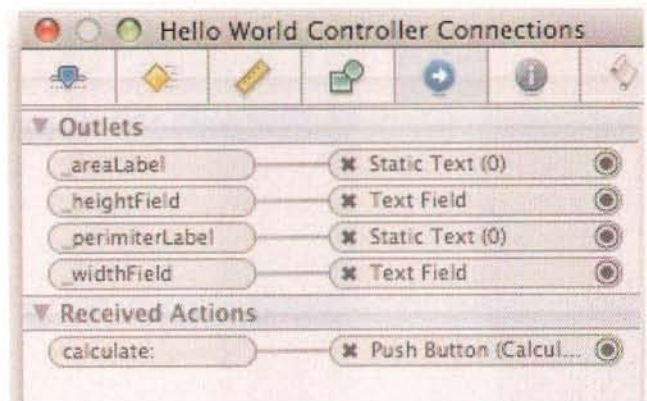 Hello World Controller Connections
Outlets
_areaLabel Static Text (0)
_heightField Text Field
_perimiterLabel Static Text (0)
_widthField Text Field
Received Actions
calculate: Push Button (Calcul...